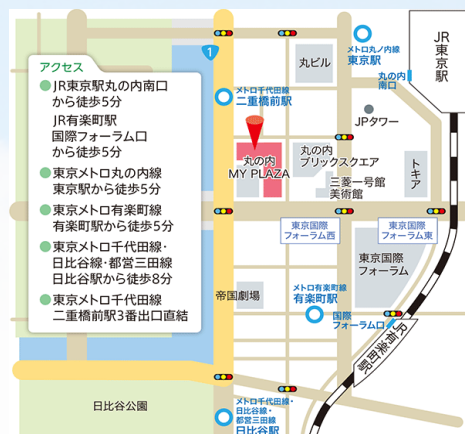 アクセス
JR東京駅丸の内南口
から徒歩5分
JR有楽町駅
国際フォーラム口
から徒歩5分
東京メトロ丸の内線
東京駅から徒歩5分
東京メトロ有楽町線
有楽町駅から徒歩5分
東京メトロ千代田線・
日比谷線・都営三田線
日比谷駅から徒歩8分
東京メトロ千代田線
二重橋前駅3番出口直結
1
丸ビル
メトロ丸ノ内線
東京駅
丸の内
南口
JR
東京駅
メトロ千代田線
二重橋前駅
JPタワー
丸の内
MY PLAZA
丸の内
ブリックスクエア
三菱一号館
美術館
トキア
東京国際
フォーラム西
東京国際
フォーラム東
東京国際
フォーラム
帝国劇場
メトロ有楽町線
有楽町駅
国際
フォーラム口
JR有楽町駅
日比谷公園
メトロ千代田線・
日比谷線・
都営三田線
日比谷駅